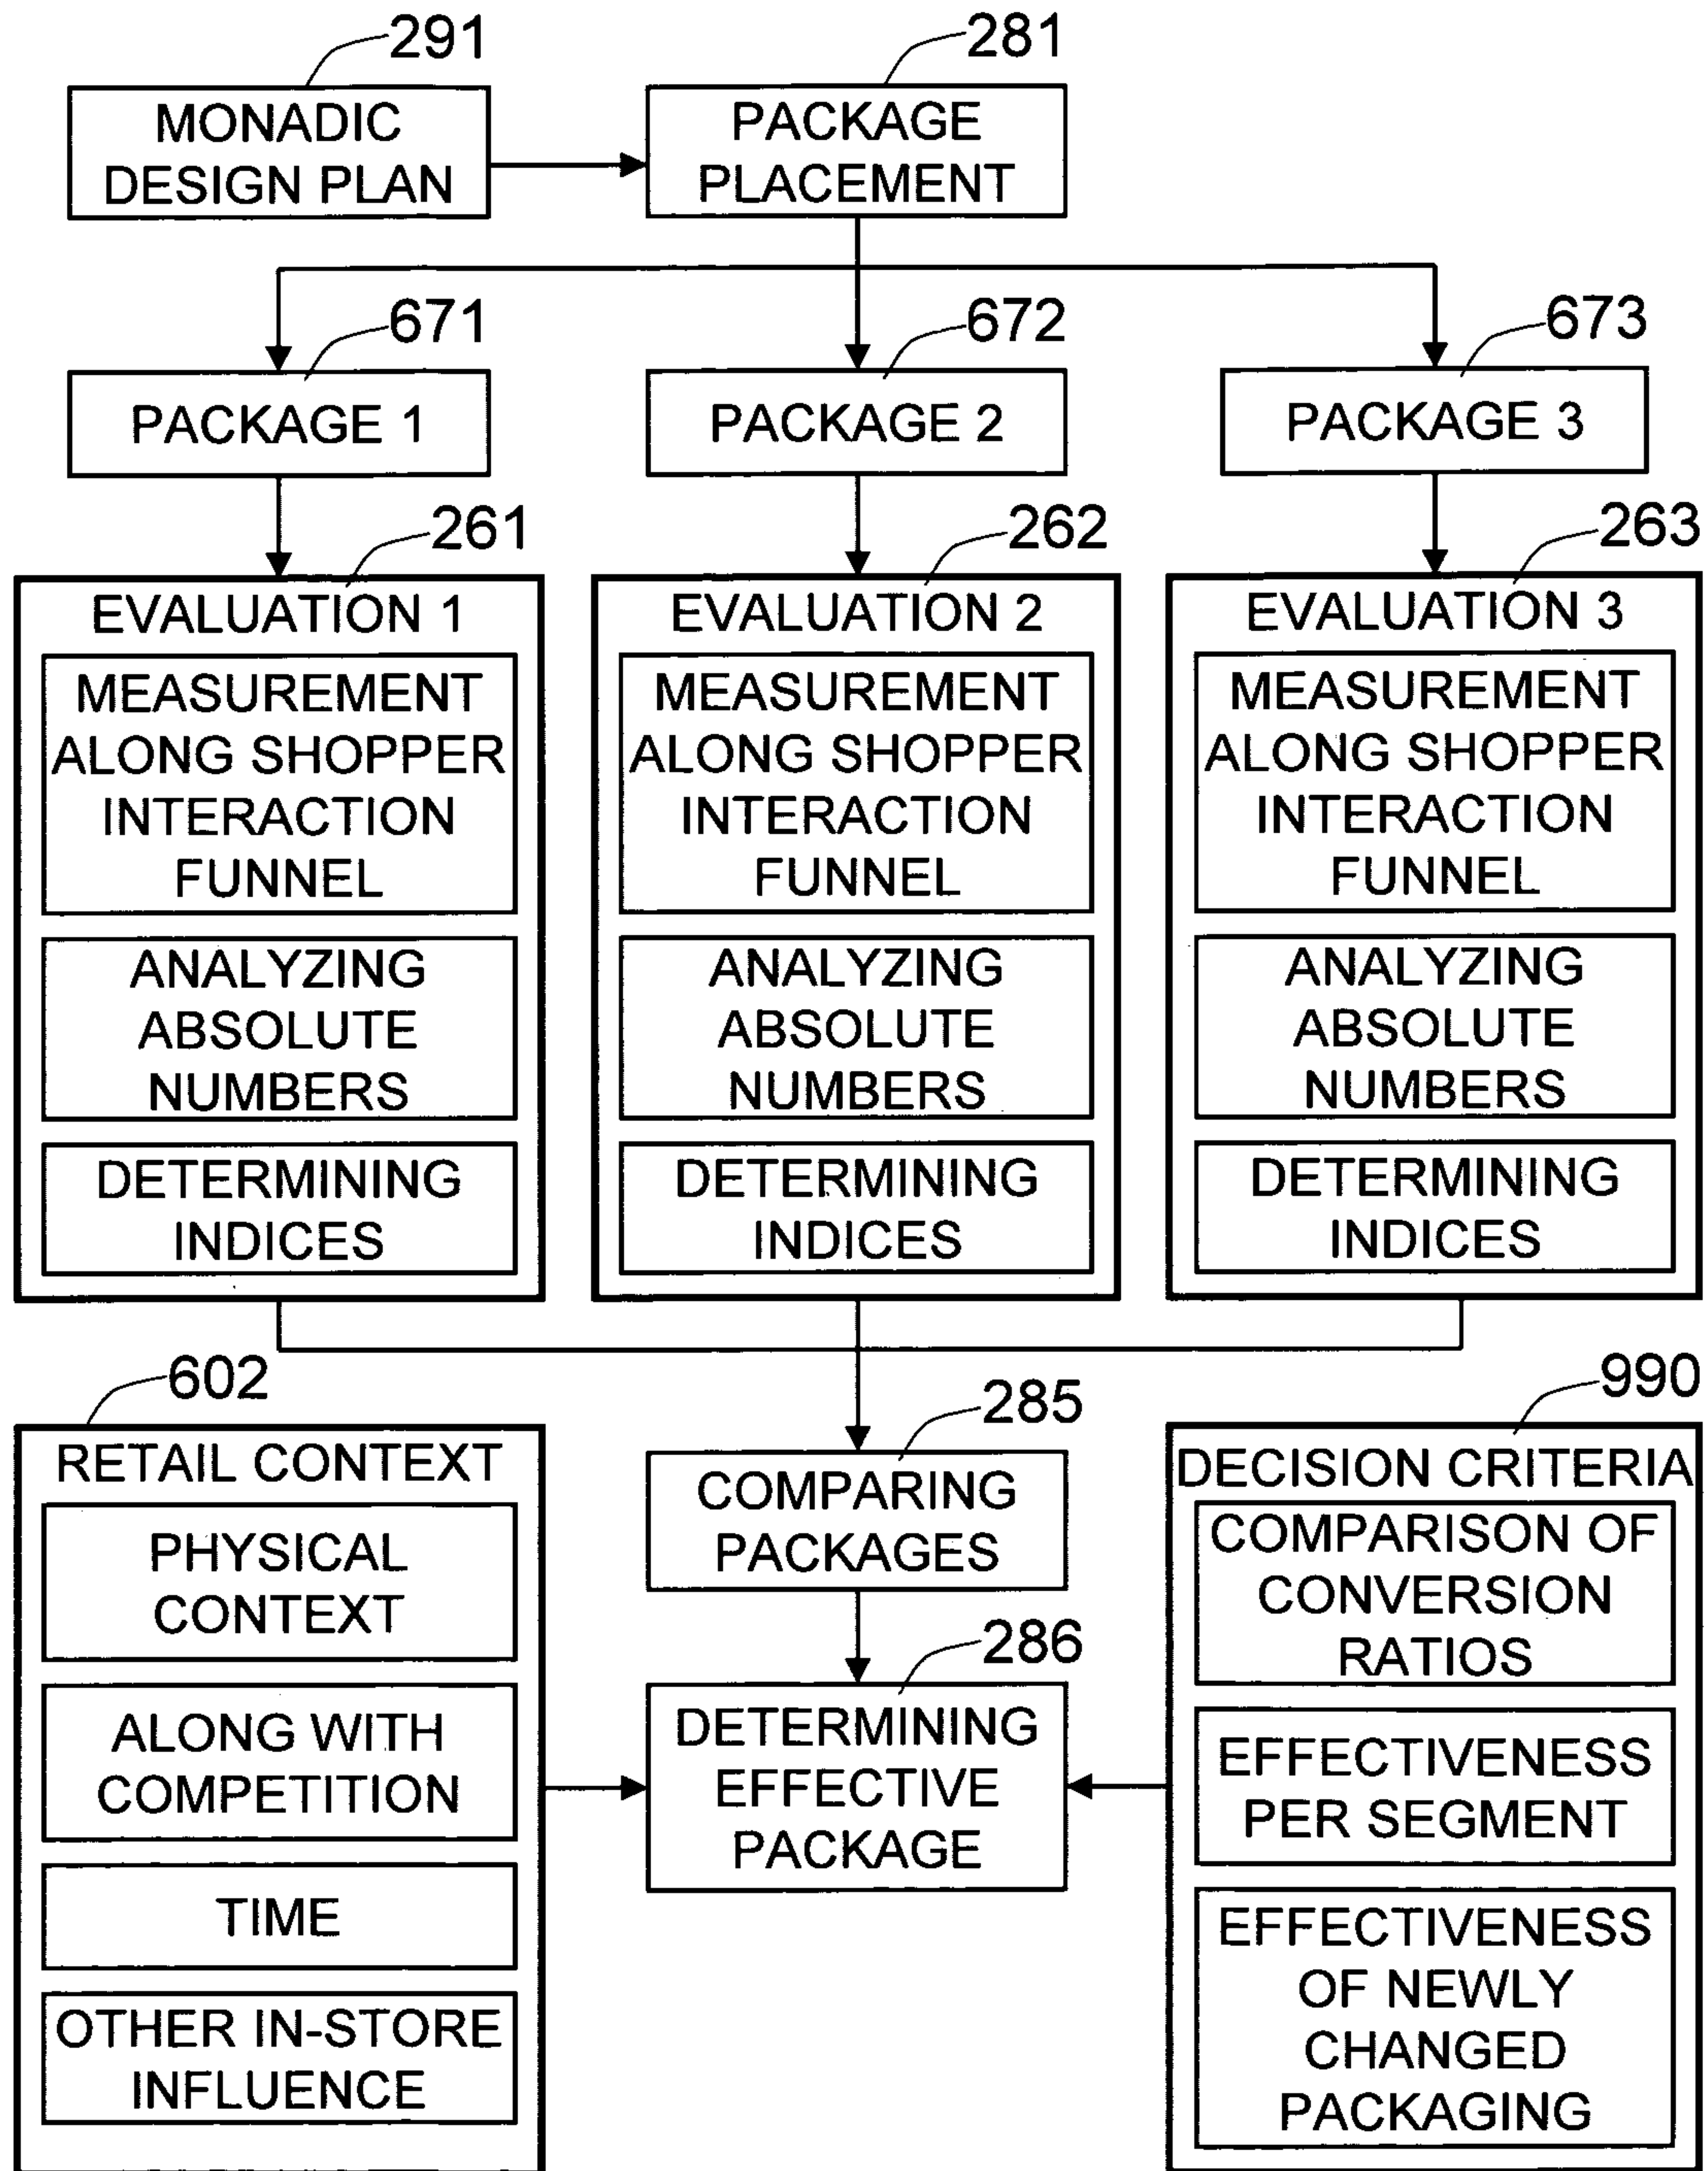 291
MONADIC
DESIGN PLAN
281
PACKAGE
PLACEMENT
671
PACKAGE 1
672
PACKAGE 2
673
PACKAGE 3
261
EVALUATION 1
MEASUREMENT
ALONG SHOPPER
INTERACTION
FUNNEL
ANALYZING
ABSOLUTE
NUMBERS
DETERMINING
INDICES
262
EVALUATION 2
MEASUREMENT
ALONG SHOPPER
INTERACTION
FUNNEL
ANALYZING
ABSOLUTE
NUMBERS
DETERMINING
INDICES
263
EVALUATION 3
MEASUREMENT
ALONG SHOPPER
INTERACTION
FUNNEL
ANALYZING
ABSOLUTE
NUMBERS
DETERMINING
INDICES
602
RETAIL CONTEXT
PHYSICAL
CONTEXT
ALONG WITH
COMPETITION
TIME
OTHER IN-STORE
INFLUENCE
285
COMPARING
PACKAGES
286
DETERMINING
EFFECTIVE
PACKAGE
990
DECISION CRITERIA
COMPARISON OF
CONVERSION
RATIOS
EFFECTIVENESS
PER SEGMENT
EFFECTIVENESS
OF NEWLY
CHANGED
PACKAGING